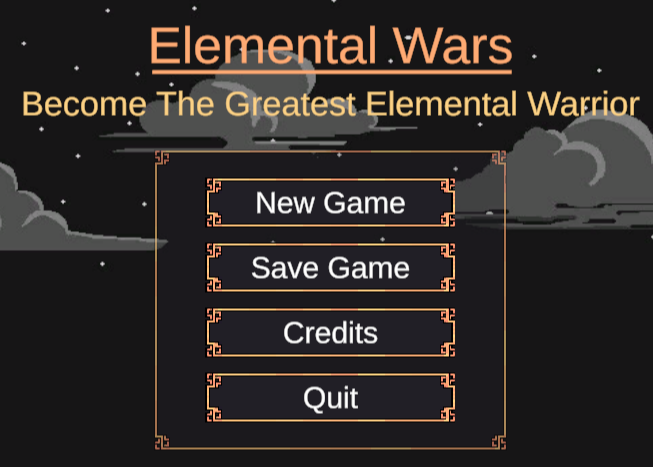 Elemental Wars
Become The Greatest Elemental Warrior
New Game
Save Game
Credits
Quit